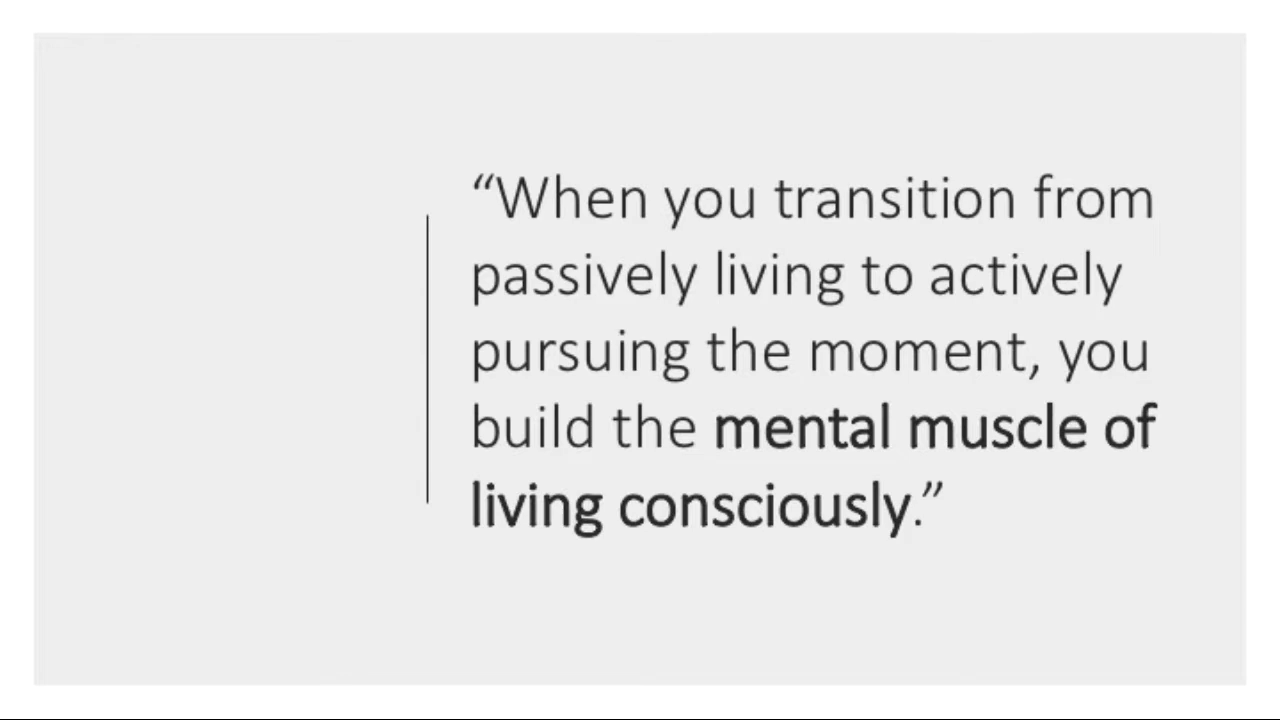 “When you transition from
passively living to actively
pursuing the moment, you
build the mental muscle of
living consciously.”